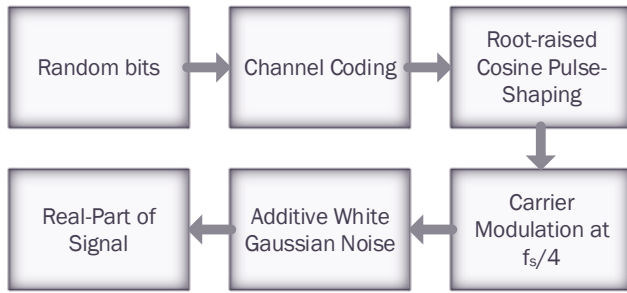 Random bits
Channel Coding
Root-raised
Cosine Pulse-
Shaping
Real-Part of
Signal
Additive White
Gaussian Noise
Carrier
Modulation at
fₛ/4